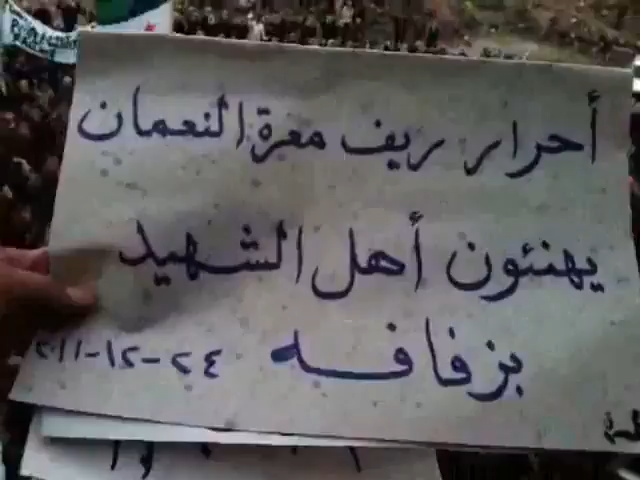 أحرار ريف معرة النعمان
يهنئون أهل الشهيد
بزفافه ٢٤-١٢-٢٠١١